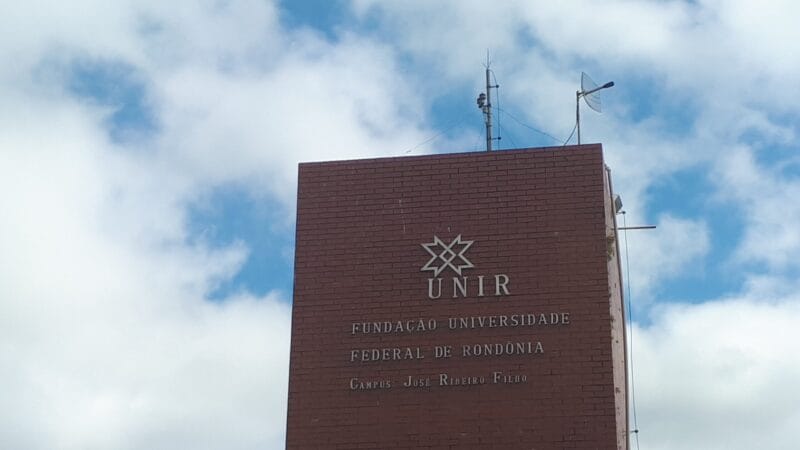 UNIR
FUNDAÇÃO UNIVERSIDADE
FEDERAL DE RONDÔNIA
CAMPUS JOSÉ RIBEIRO FILHO